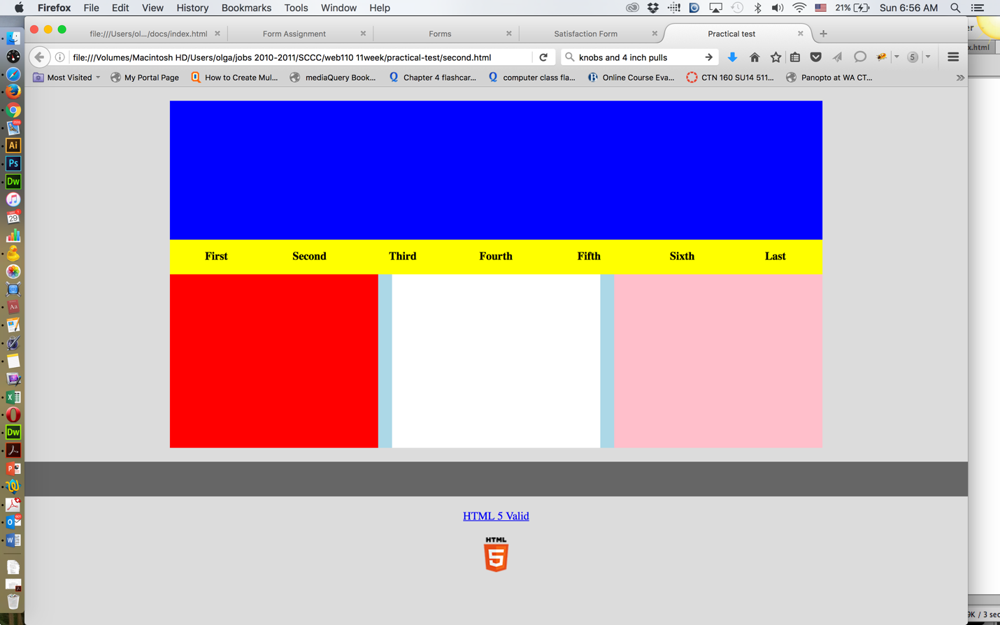 Firefox File Edit View History Bookmarks Tools Window Help 21% Sun 6:56 AM
file:///Users/ol.../docs/index.html Form Assignment Forms Satisfaction Form Practical test
file:///Volumes/Macintosh HD/Users/olga/jobs 2010-2011/SCCC/web110 11week/practical-test/second.html knobs and 4 inch pulls 5
Most Visited My Portal Page How to Create Mul... mediaQuery Book... Chapter 4 flashcar... computer class fla... Online Course Eva... CTN 160 SU14 511... Panopto at WA CT...
First Second Third Fourth Fifth Sixth Last
HTML 5 Valid
HTML
5
Ai
Ps
Dw
29
Aa
Dw
x.html
9K / 3 sec